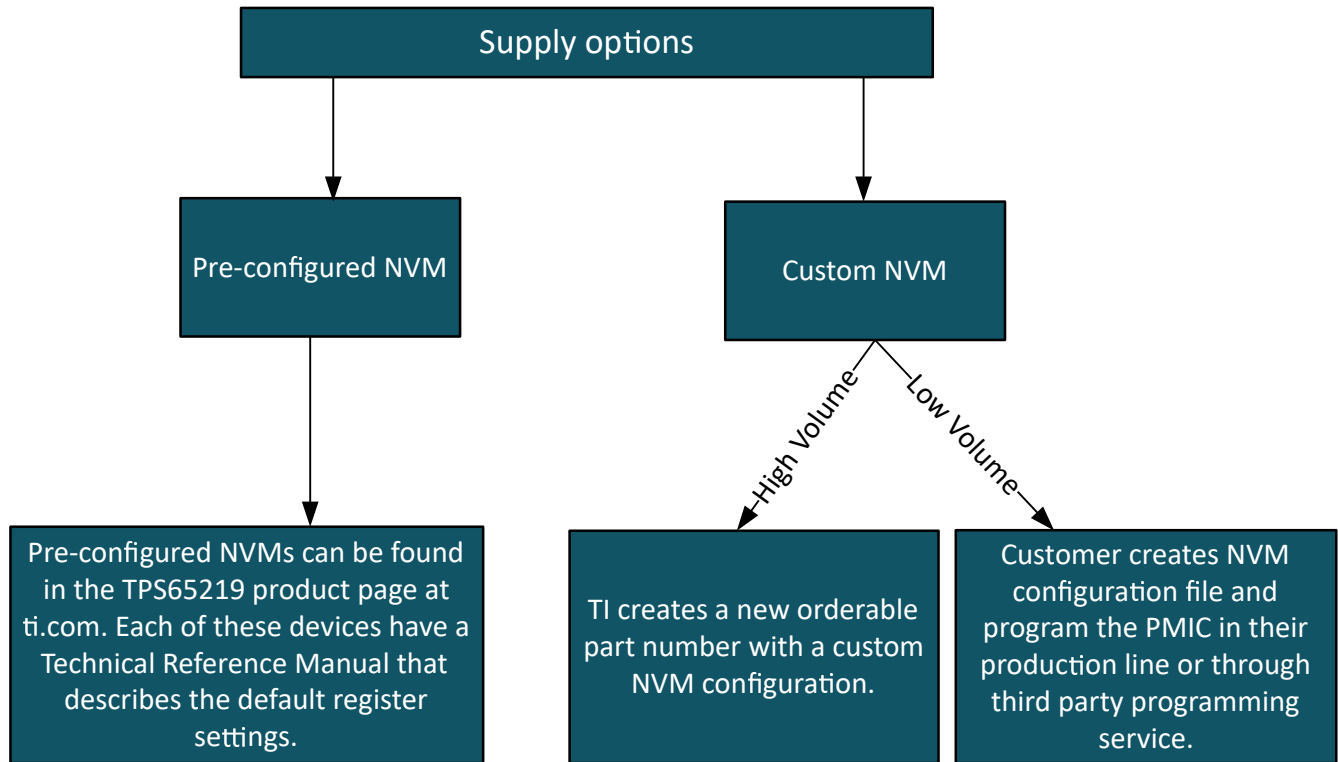 Supply options
Pre-configured NVM
Custom NVM
High Volume
Low Volume
Pre-configured NVMs can be found
in the TPS65219 product page at
ti.com. Each of these devices have a
Technical Reference Manual that
describes the default register
settings.
TI creates a new orderable
part number with a custom
NVM configuration.
Customer creates NVM
configuration file and
program the PMIC in their
production line or through
third party programming
service.